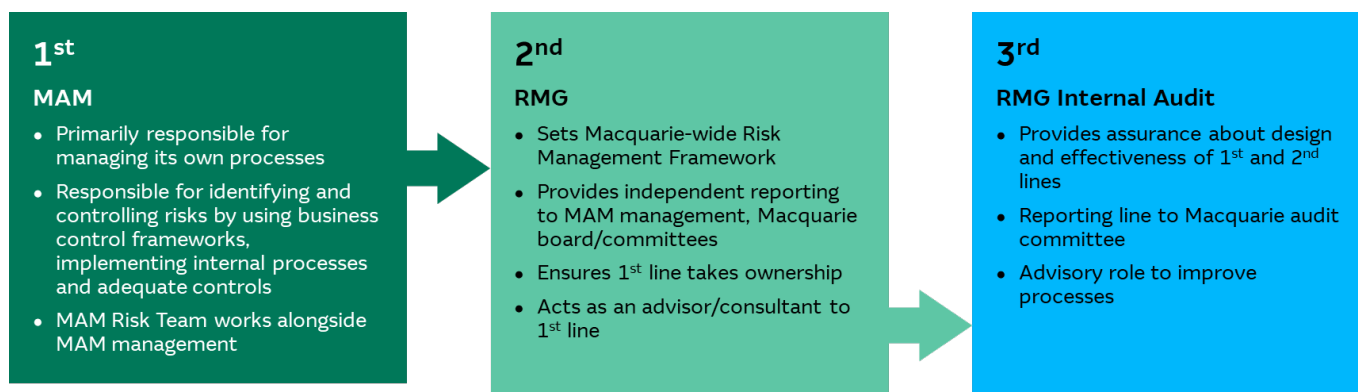 1st
MAM
• Primarily responsible for
managing its own processes
• Responsible for identifying and
controlling risks by using business
control frameworks,
implementing internal processes
and adequate controls
• MAM Risk Team works alongside
MAM management
2nd
RMG
• Sets Macquarie-wide Risk
Management Framework
• Provides independent reporting
to MAM management, Macquarie
board/committees
• Ensures 1st line takes ownership
• Acts as an advisor/consultant to
1st line
3rd
RMG Internal Audit
• Provides assurance about design
and effectiveness of 1st and 2nd
lines
• Reporting line to Macquarie audit
committee
• Advisory role to improve
processes